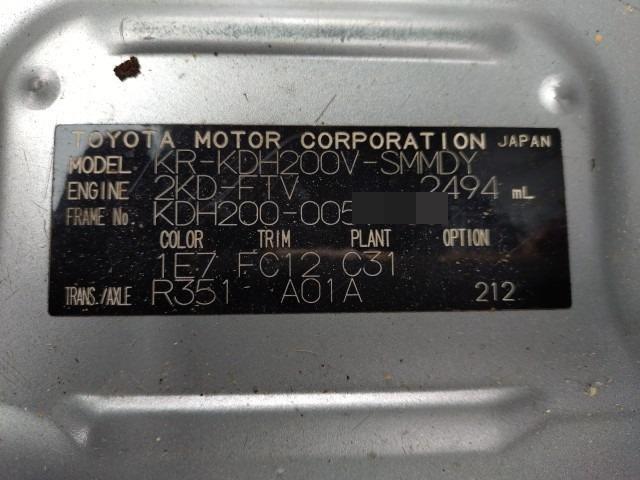 TOYOTA MOTOR CORPORATION JAPAN
MODEL KR-KDH200V-SMMDY
ENGINE 2KD-FTV 2494 mL
FRAME No. KDH200-005
COLOR TRIM PLANT OPTION
1E7 FC12 C31
TRANS./AXLE R351 A01A 212